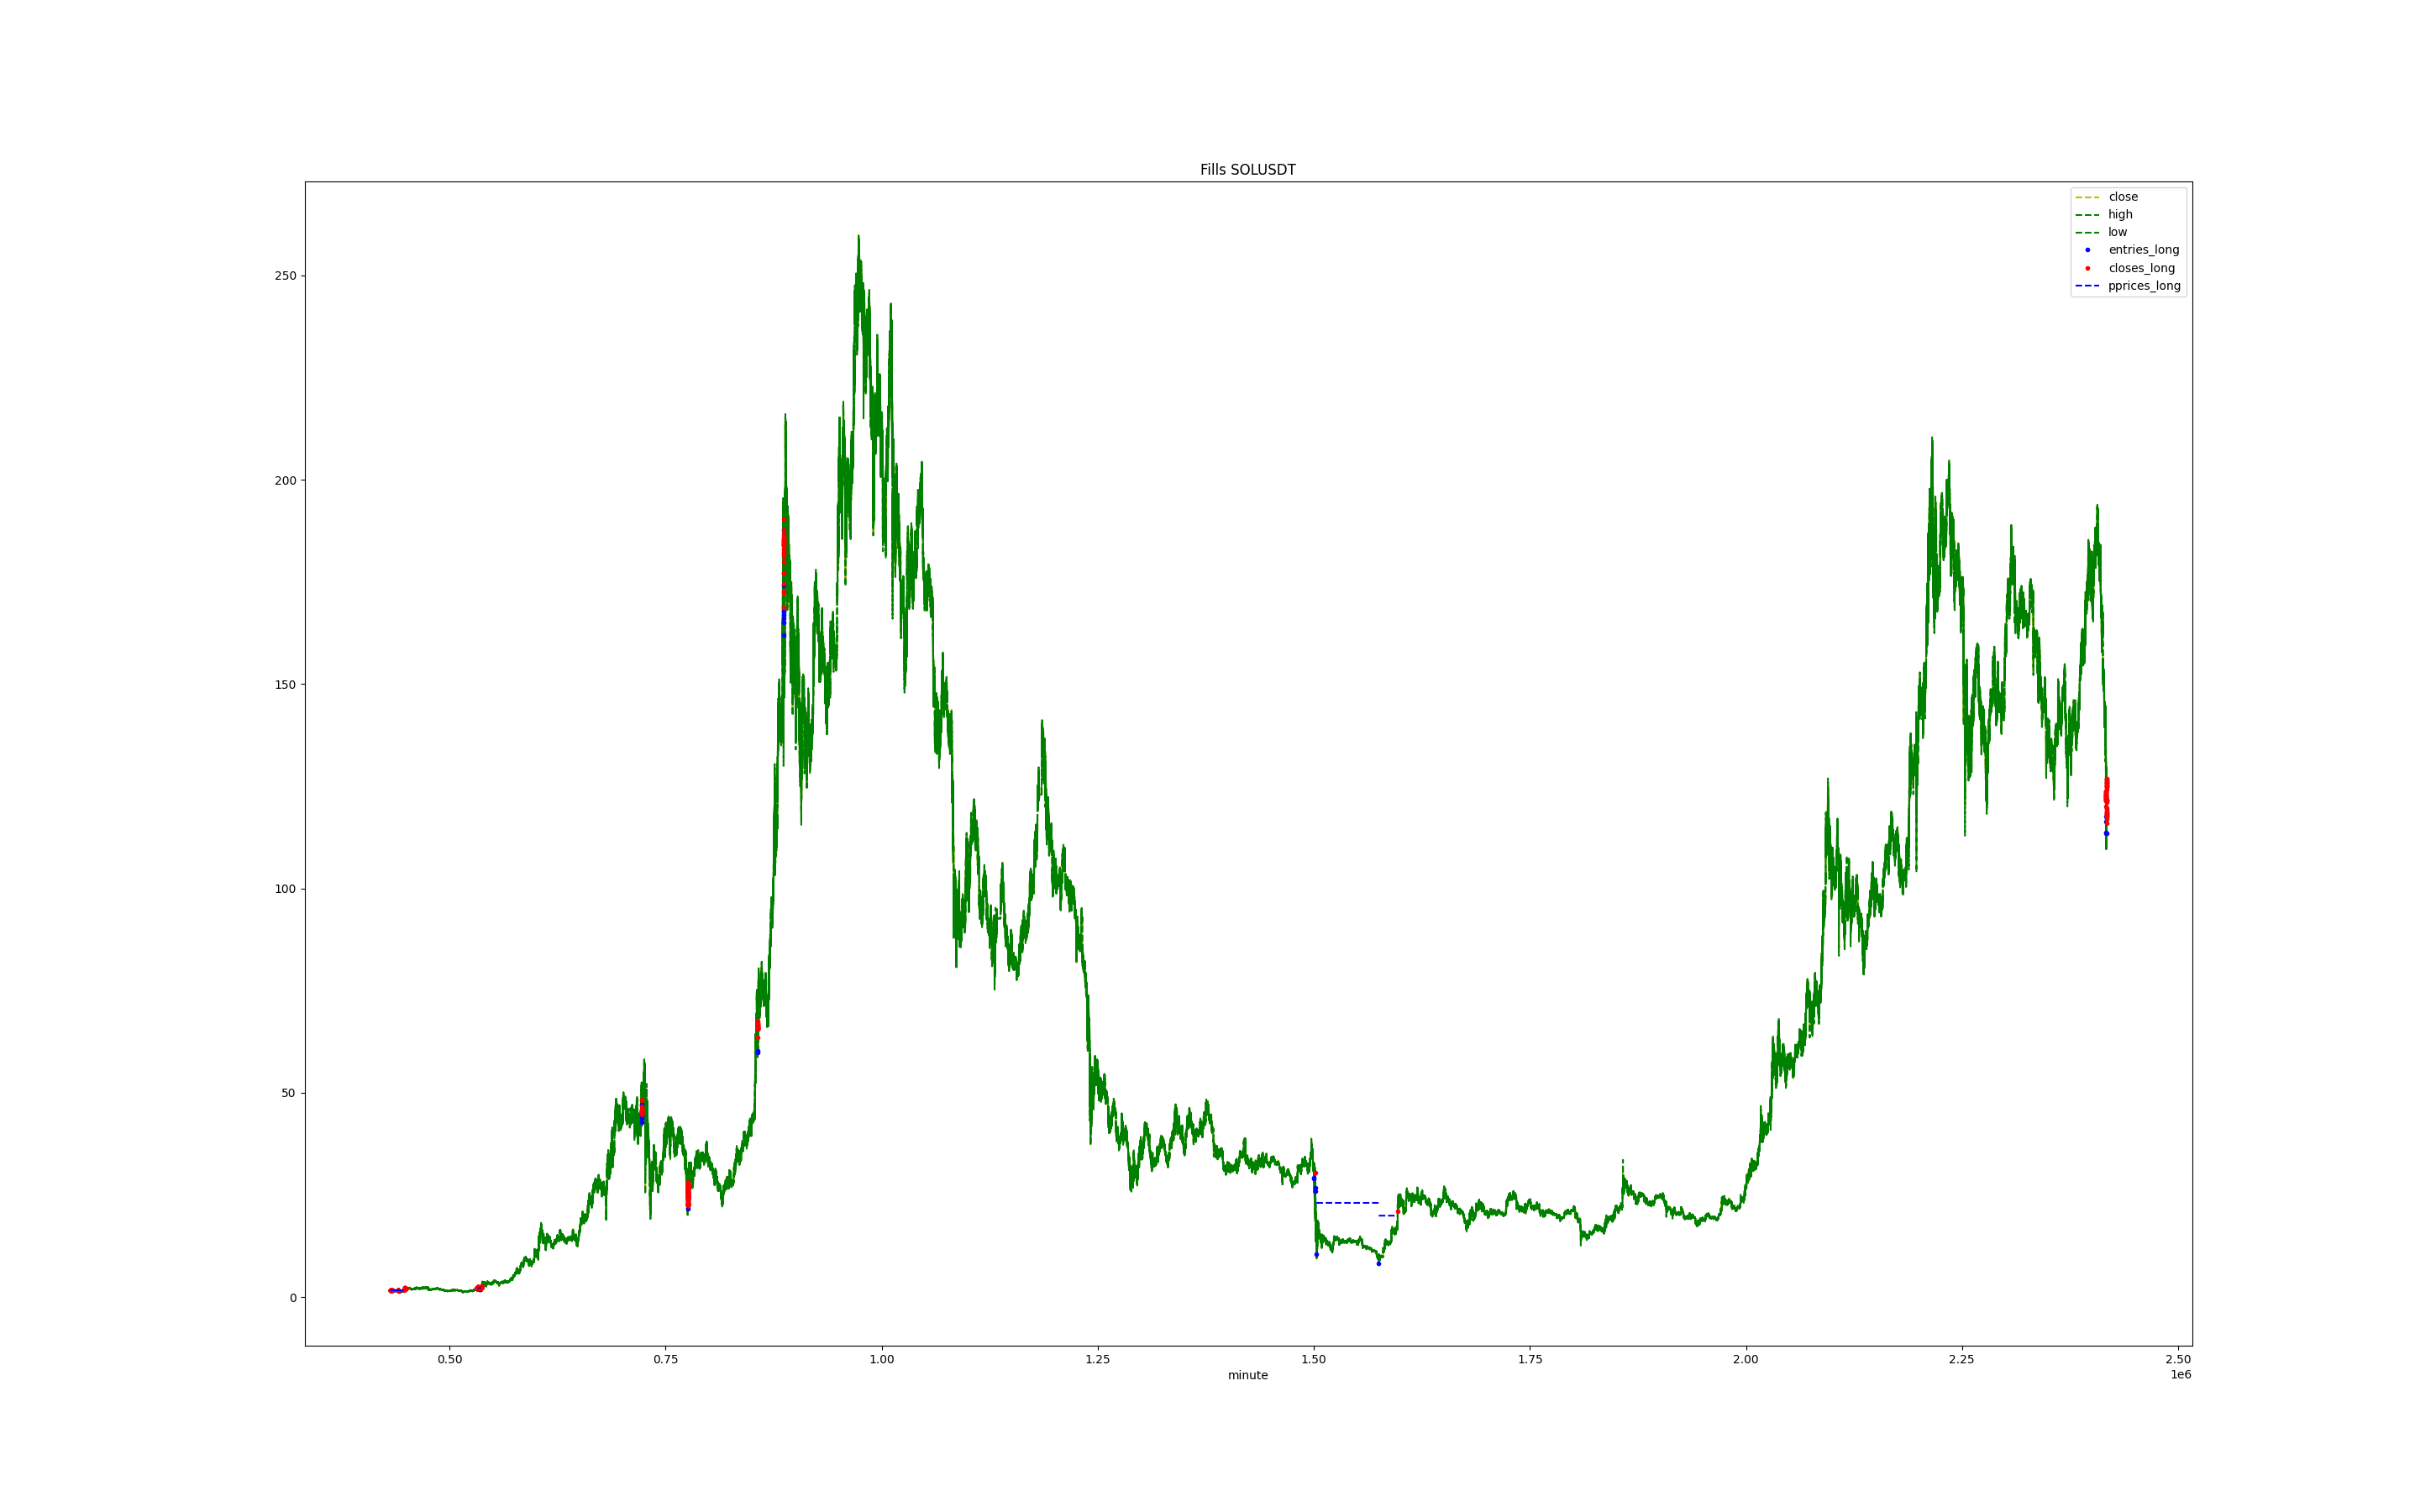 Fills SOLUSDT
close
high
low
entries_long
closes_long
pprices_long
250
200
150
100
50
0
0.50 0.75 1.00 1.25 1.50 1.75 2.00 2.25 2.50
minute
1e6